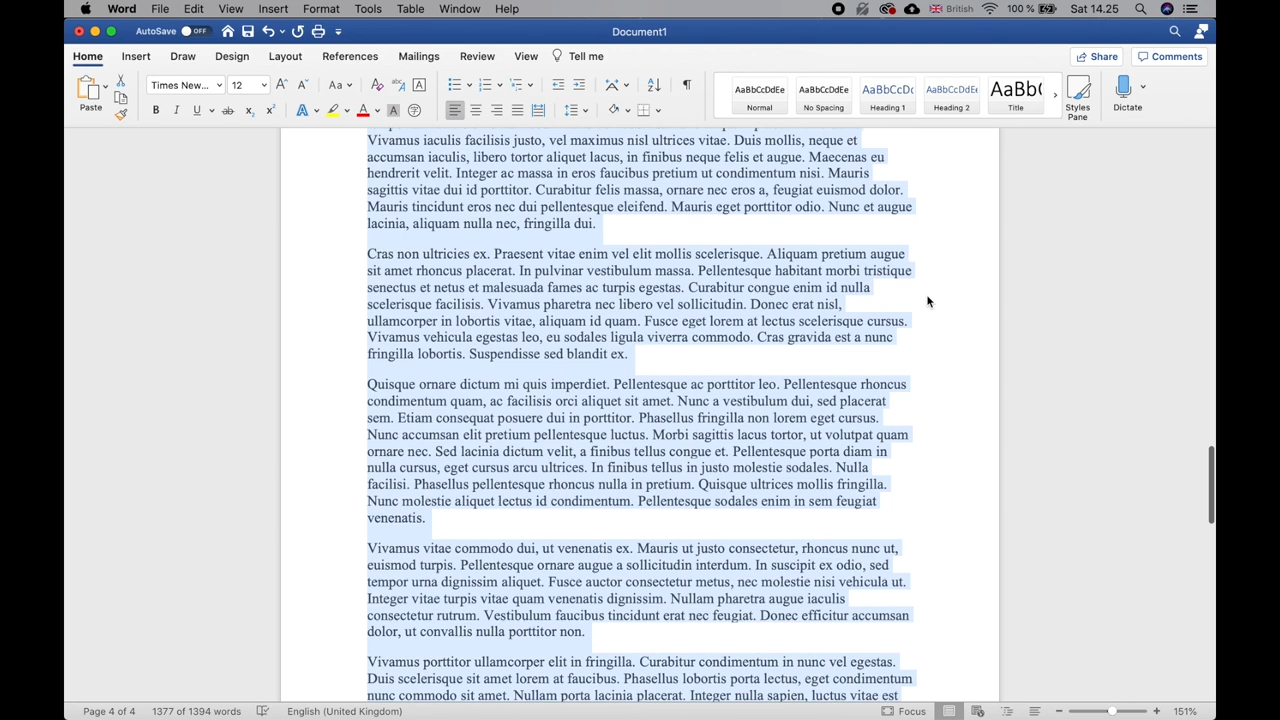 Word File Edit View Insert Format Tools Table Window Help British 100 % Sat 14.25
AutoSave OFF Document1
Home Insert Draw Design Layout References Mailings Review View Tell me Share Comments
Paste Times New... 12 Aa AaBbCcDdEe AaBbCcDdEe AaBbCcDc AaBbCcDdEe AaBb( Styles Pane Dictate
Normal No Spacing Heading 1 Heading 2 Title
Vivamus iaculis facilisis justo, vel maximus nisl ultrices vitae. Duis mollis, neque et
accumsan iaculis, libero tortor aliquet lacus, in finibus neque felis et augue. Maecenas eu
hendrerit velit. Integer ac massa in eros faucibus pretium ut condimentum nisi. Mauris
sagittis vitae dui id porttitor. Curabitur felis massa, ornare nec eros a, feugiat euismod dolor.
Mauris tincidunt eros nec dui pellentesque eleifend. Mauris eget porttitor odio. Nunc et augue
lacinia, aliquam nulla nec, fringilla dui.
Cras non ultricies ex. Praesent vitae enim vel elit mollis scelerisque. Aliquam pretium augue
sit amet rhoncus placerat. In pulvinar vestibulum massa. Pellentesque habitant morbi tristique
senectus et netus et malesuada fames ac turpis egestas. Curabitur congue enim id nulla
scelerisque facilisis. Vivamus pharetra nec libero vel sollicitudin. Donec erat nisl,
ullamcorper in lobortis vitae, aliquam id quam. Fusce eget lorem at lectus scelerisque cursus.
Vivamus vehicula egestas leo, eu sodales ligula viverra commodo. Cras gravida est a nunc
fringilla lobortis. Suspendisse sed blandit ex.
Quisque ornare dictum mi quis imperdiet. Pellentesque ac porttitor leo. Pellentesque rhoncus
condimentum quam, ac facilisis orci aliquet sit amet. Nunc a vestibulum dui, sed placerat
sem. Etiam consequat posuere dui in porttitor. Phasellus fringilla non lorem eget cursus.
Nunc accumsan elit pretium pellentesque luctus. Morbi sagittis lacus tortor, ut volutpat quam
ornare nec. Sed lacinia dictum velit, a finibus tellus congue et. Pellentesque porta diam in
nulla cursus, eget cursus arcu ultrices. In finibus tellus in justo molestie sodales. Nulla
facilisi. Phasellus pellentesque rhoncus nulla in pretium. Quisque ultrices mollis fringilla.
Nunc molestie aliquet lectus id condimentum. Pellentesque sodales enim in sem feugiat
venenatis.
Vivamus vitae commodo dui, ut venenatis ex. Mauris ut justo consectetur, rhoncus nunc ut,
euismod turpis. Pellentesque ornare augue a sollicitudin interdum. In suscipit ex odio, sed
tempor urna dignissim aliquet. Fusce auctor consectetur metus, nec molestie nisi vehicula ut.
Integer vitae turpis vitae quam venenatis dignissim. Nullam pharetra augue iaculis
consectetur rutrum. Vestibulum faucibus tincidunt erat nec feugiat. Donec efficitur accumsan
dolor, ut convallis nulla porttitor non.
Vivamus porttitor ullamcorper elit in fringilla. Curabitur condimentum in nunc vel egestas.
Duis scelerisque sit amet lorem at faucibus. Phasellus lobortis porta lectus, eget condimentum
nunc commodo sit amet. Nullam porta lacinia placerat. Integer nulla sapien, luctus vitae est
Page 4 of 4 1377 of 1394 words English (United Kingdom) Focus 151%